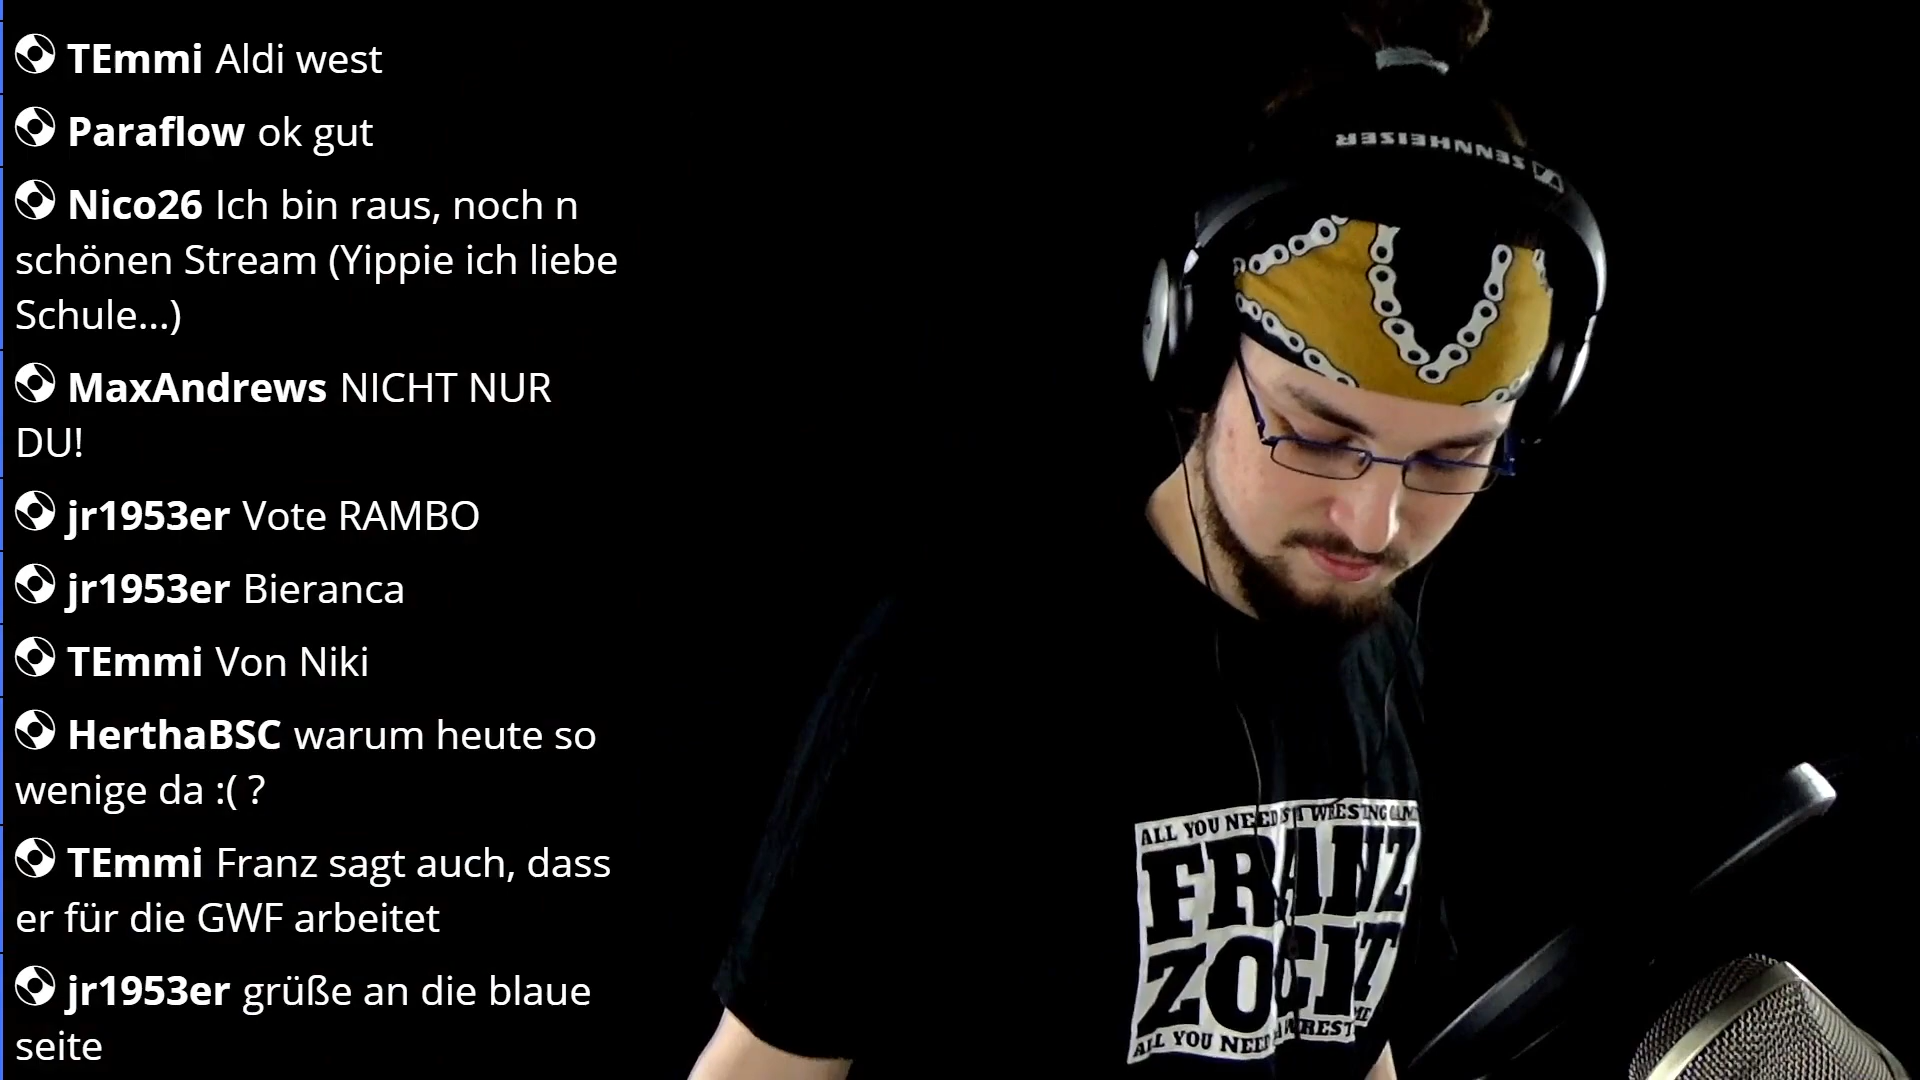 TEmmi Aldi west
Paraflow ok gut
Nico26 Ich bin raus, noch n
schönen Stream (Yippie ich liebe
Schule...)
MaxAndrews NICHT NUR
DU!
jr1953er Vote RAMBO
jr1953er Bieranca
TEmmi Von Niki
HerthaBSC warum heute so
wenige da :( ?
TEmmi Franz sagt auch, dass
er für die GWF arbeitet
jr1953er grüße an die blaue
seite
SENNHEISER
ALL YOU NEED
FRANZ
ALL YOU NEED